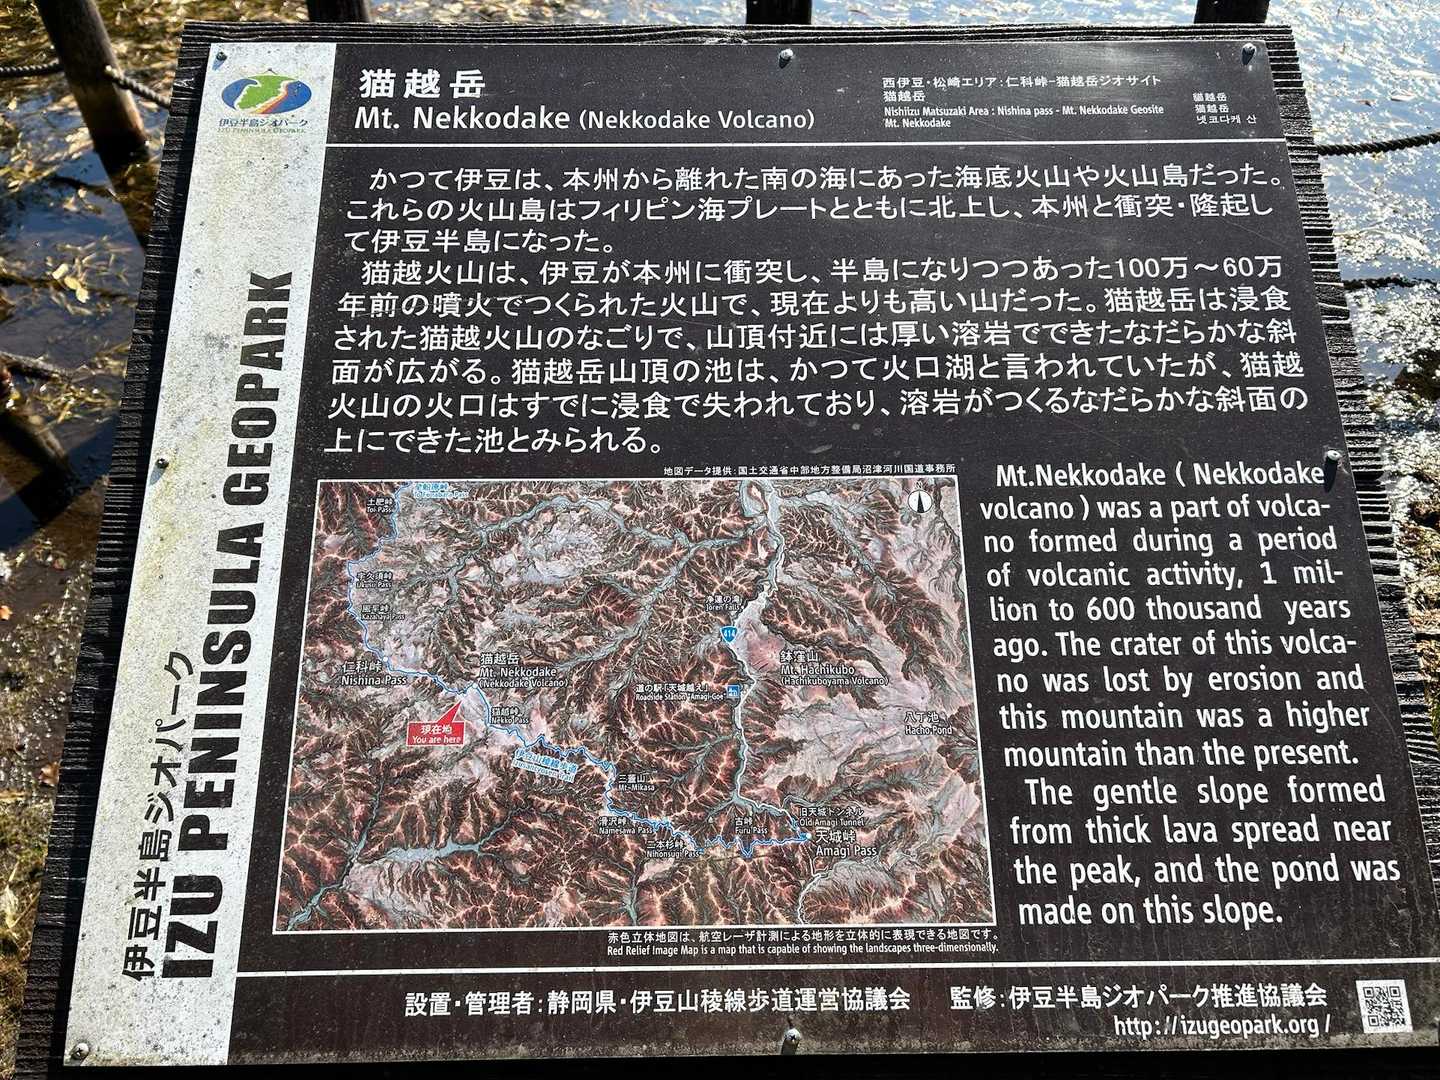 伊豆半島ジオパーク
IZU PENINSULA GEOPARK
猫越岳
Mt. Nekkodake (Nekkodake Volcano)
西伊豆・松崎エリア：仁科峠-猫越岳ジオサイト
猫越岳
Nishiizu Matsuzaki Area : Nishina pass - Mt. Nekkodake Geosite
Mt. Nekkodake
猫越岳
猫越岳
넷코다케 산
伊豆半島ジオパーク
IZU PENINSULA GEOPARK
かつて伊豆は、本州から離れた南の海にあった海底火山や火山島だった。
これらの火山島はフィリピン海プレートとともに北上し、本州と衝突・隆起し
て伊豆半島になった。
猫越火山は、伊豆が本州に衝突し、半島になりつつあった100万～60万
年前の噴火でつくられた火山で、現在よりも高い山だった。猫越岳は浸食
された猫越火山のなごりで、山頂付近には厚い溶岩でできたなだらかな斜
面が広がる。猫越岳山頂の池は、かつて火口湖と言われていたが、猫越
火山の火口はすでに浸食で失われており、溶岩がつくるなだらかな斜面の
上にできた池とみられる。
地図データ提供：国土交通省中部地方整備局沼津河川国道事務所
土肥峠
Toi Pass
風早峠
Kazahaya Pass
仁科峠
Nishina Pass
猫越岳
Mt. Nekkodake
(Nekkodake Volcano)
猫越峠
Nekko Pass
現在地
You are here
伊豆山稜線歩道
三蓋山
Mt-Mikasa
滑沢峠
Namesawa Pass
二本杉峠
Nihonsugi Pass
古峠
Furu Pass
旧天城トンネル
Old Amagi Tunnel
天城峠
Amagi Pass
浄蓮の滝
Joren Falls
414
道の駅「天城越え」
Roadside Station "Amagi-Goe"
鉢窪山
Mt. Hachikubo
(Hachikuboyama Volcano)
八丁池
Hacho Pond
赤色立体地図は、航空レーザ計測による地形を立体的に表現できる地図です。
Red Relief Image Map is a map that is capable of showing the landscapes three-dimensionally.
Mt.Nekkodake ( Nekkodake
volcano ) was a part of volca-
no formed during a period
of volcanic activity, 1 mil-
lion to 600 thousand years
ago. The crater of this volca-
no was lost by erosion and
this mountain was a higher
mountain than the present.
The gentle slope formed
from thick lava spread near
the peak, and the pond was
made on this slope.
設置・管理者：静岡県・伊豆山稜線歩道運営協議会
監修：伊豆半島ジオパーク推進協議会
http://izugeopark.org/